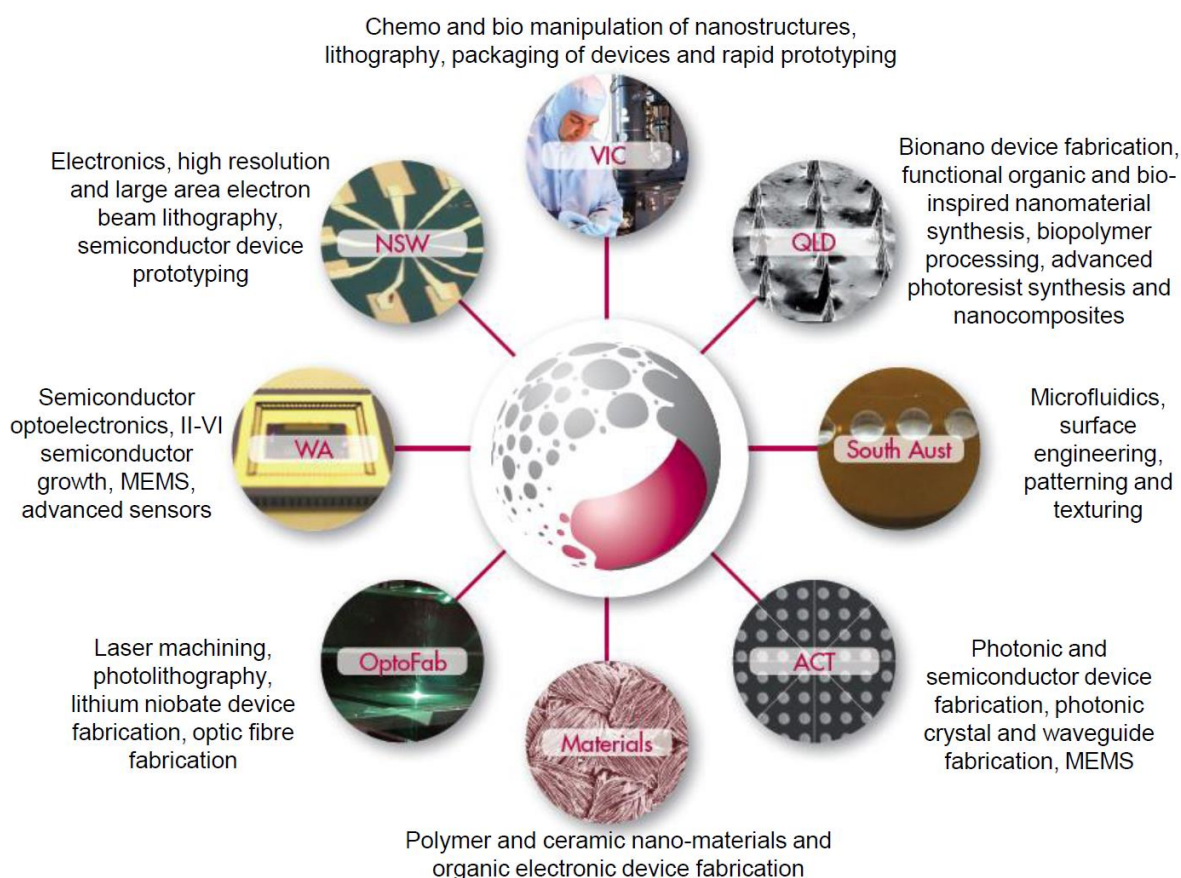 Chemo and bio manipulation of nanostructures,
lithography, packaging of devices and rapid prototyping
VIC
Bionano device fabrication,
functional organic and bio-
inspired nanomaterial
synthesis, biopolymer
processing, advanced
photoresist synthesis and
nanocomposites
QLD
Microfluidics,
surface
engineering,
patterning and
texturing
South Aust
Photonic and
semiconductor device
fabrication, photonic
crystal and waveguide
fabrication, MEMS
ACT
Polymer and ceramic nano-materials and
organic electronic device fabrication
Materials
Laser machining,
photolithography,
lithium niobate device
fabrication, optic fibre
fabrication
OptoFab
Semiconductor
optoelectronics, II-VI
semiconductor
growth, MEMS,
advanced sensors
WA
Electronics, high resolution
and large area electron
beam lithography,
semiconductor device
prototyping
NSW